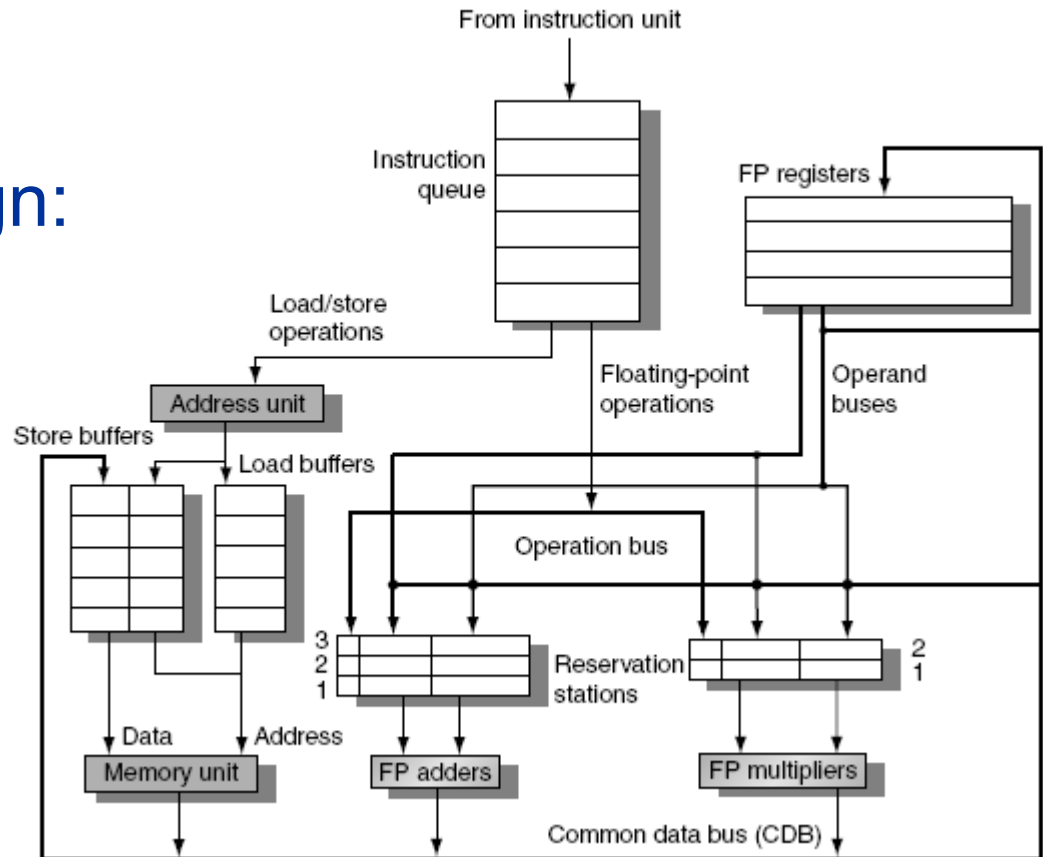 From instruction unit
gn:
Instruction
queue
FP registers
Load/store
operations
Floating-point
operations
Operand
buses
Address unit
Store buffers
Load buffers
Operation bus
3
2
1
Reservation
stations
2
1
Data
Address
Memory unit
FP adders
FP multipliers
Common data bus (CDB)